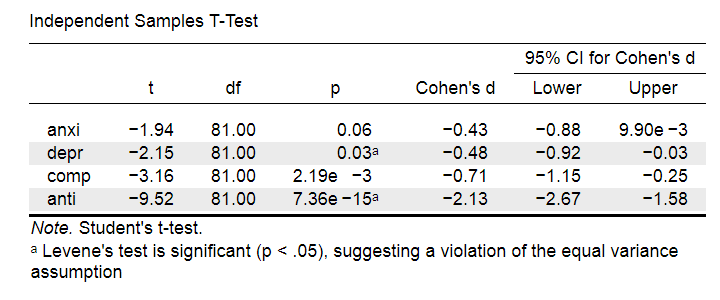 Independent Samples T-Test
95% CI for Cohen's d
t df p Cohen's d Lower Upper
anxi −1.94 81.00 0.06 −0.43 −0.88 9.90e −3
depr −2.15 81.00 0.03ᵃ −0.48 −0.92 −0.03
comp −3.16 81.00 2.19e −3 −0.71 −1.15 −0.25
anti −9.52 81.00 7.36e −15ᵃ −2.13 −2.67 −1.58
Note. Student's t-test.
ᵃ Levene's test is significant (p < .05), suggesting a violation of the equal variance
assumption